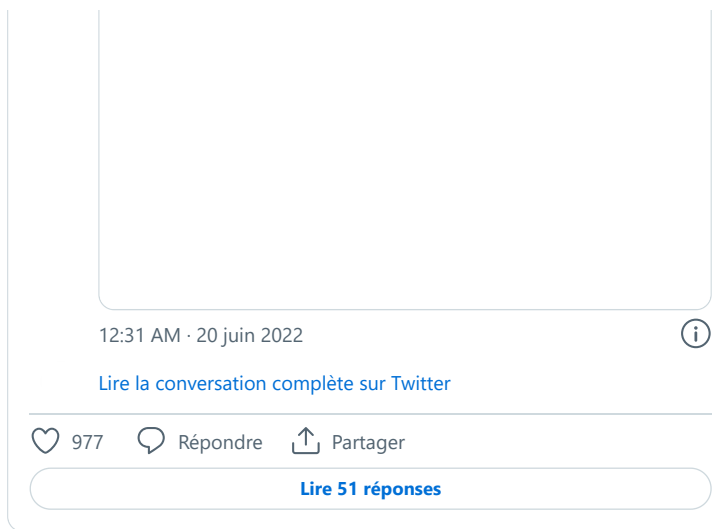 12:31 AM · 20 juin 2022
Lire la conversation complète sur Twitter
977 Répondre Partager
Lire 51 réponses